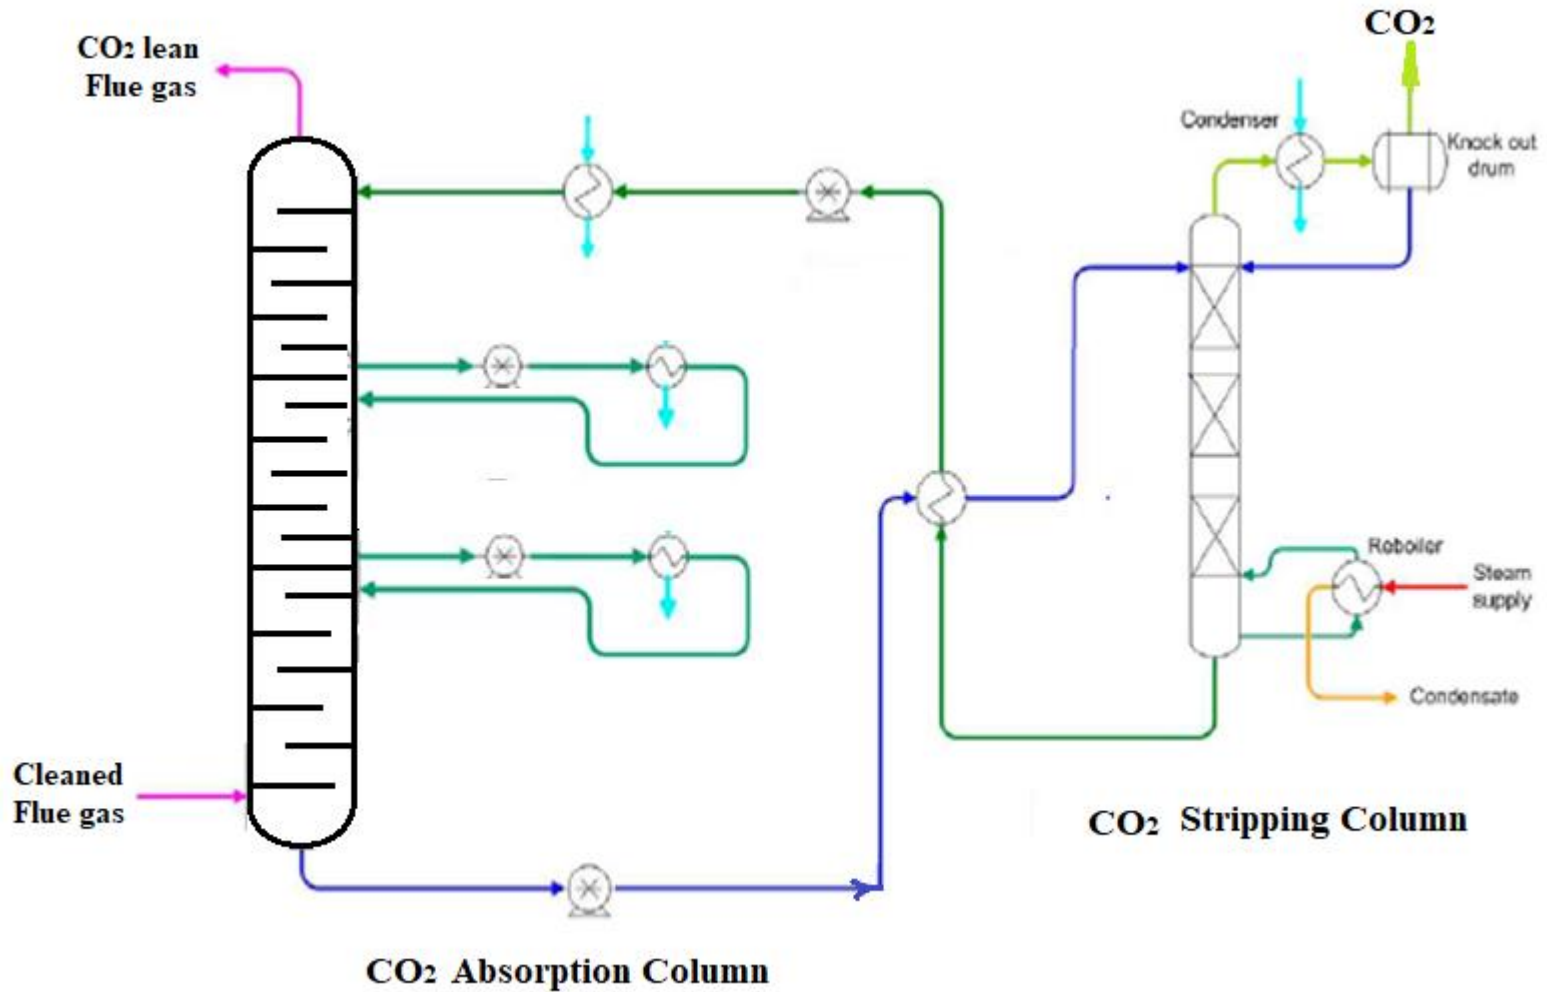 CO2
CO2 lean
Flue gas
Condenser
Knock out
drum
Reboiler
Steam
supply
Condensate
Cleaned
Flue gas
CO2 Stripping Column
CO2 Absorption Column